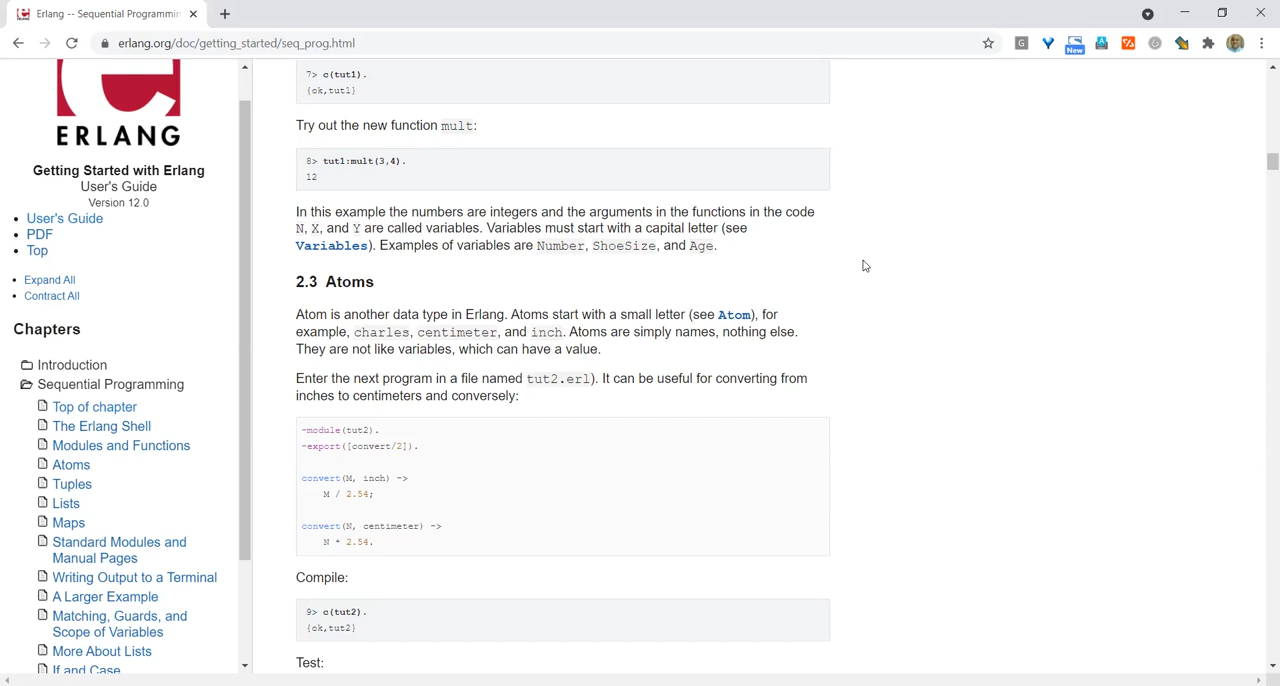 Erlang -- Sequential Programmin
erlang.org/doc/getting_started/seq_prog.html
New
ERLANG
Getting Started with Erlang
User's Guide
Version 12.0
User's Guide
PDF
Top
Expand All
Contract All
Chapters
Introduction
Sequential Programming
Top of chapter
The Erlang Shell
Modules and Functions
Atoms
Tuples
Lists
Maps
Standard Modules and
Manual Pages
Writing Output to a Terminal
A Larger Example
Matching, Guards, and
Scope of Variables
More About Lists
If and Case
7> c(tut1).
{ok,tut1}
Try out the new function mult:
8> tut1:mult(3,4).
12
In this example the numbers are integers and the arguments in the functions in the code
N, X, and Y are called variables. Variables must start with a capital letter (see
Variables). Examples of variables are Number, ShoeSize, and Age.
2.3 Atoms
Atom is another data type in Erlang. Atoms start with a small letter (see Atom), for
example, charles, centimeter, and inch. Atoms are simply names, nothing else.
They are not like variables, which can have a value.
Enter the next program in a file named tut2.erl). It can be useful for converting from
inches to centimeters and conversely:
-module(tut2).
-export([convert/2]).
convert(M, inch) ->
M / 2.54;
convert(N, centimeter) ->
N * 2.54.
Compile:
9> c(tut2).
{ok,tut2}
Test: